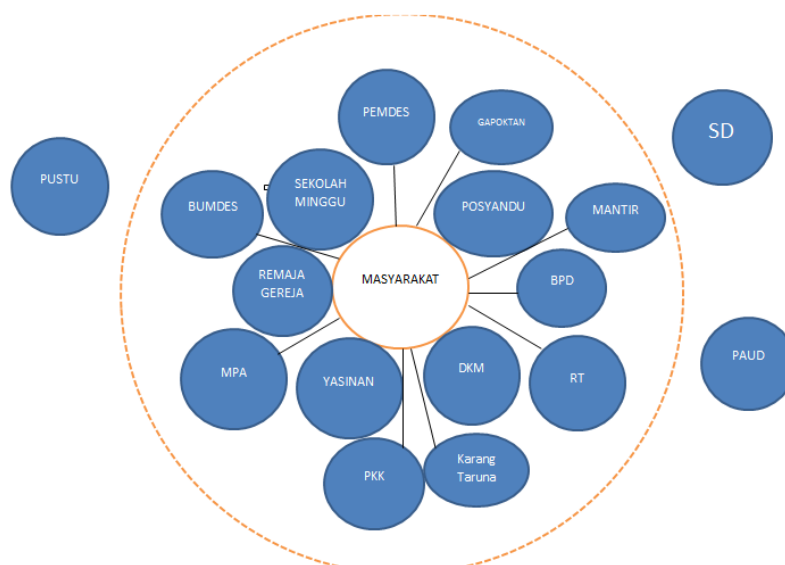 PEMDES
GAPOKTAN
SD
PUSTU
SEKOLAH
MINGGU
BUMDES
POSYANDU
MANTIR
REMAJA
GEREJA
MASYARAKAT
BPD
MPA
YASINAN
DKM
RT
PAUD
PKK
Karang
Taruna